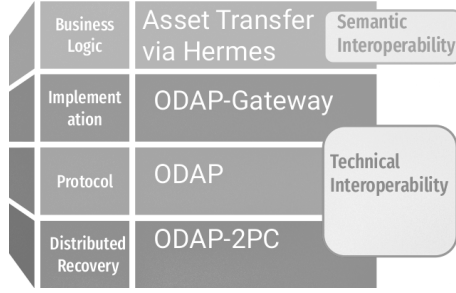 Business
Logic
Asset Transfer
via Hermes
Semantic
Interoperability
Implement
ation
ODAP-Gateway
Protocol
ODAP
Technical
Interoperability
Distributed
Recovery
ODAP-2PC